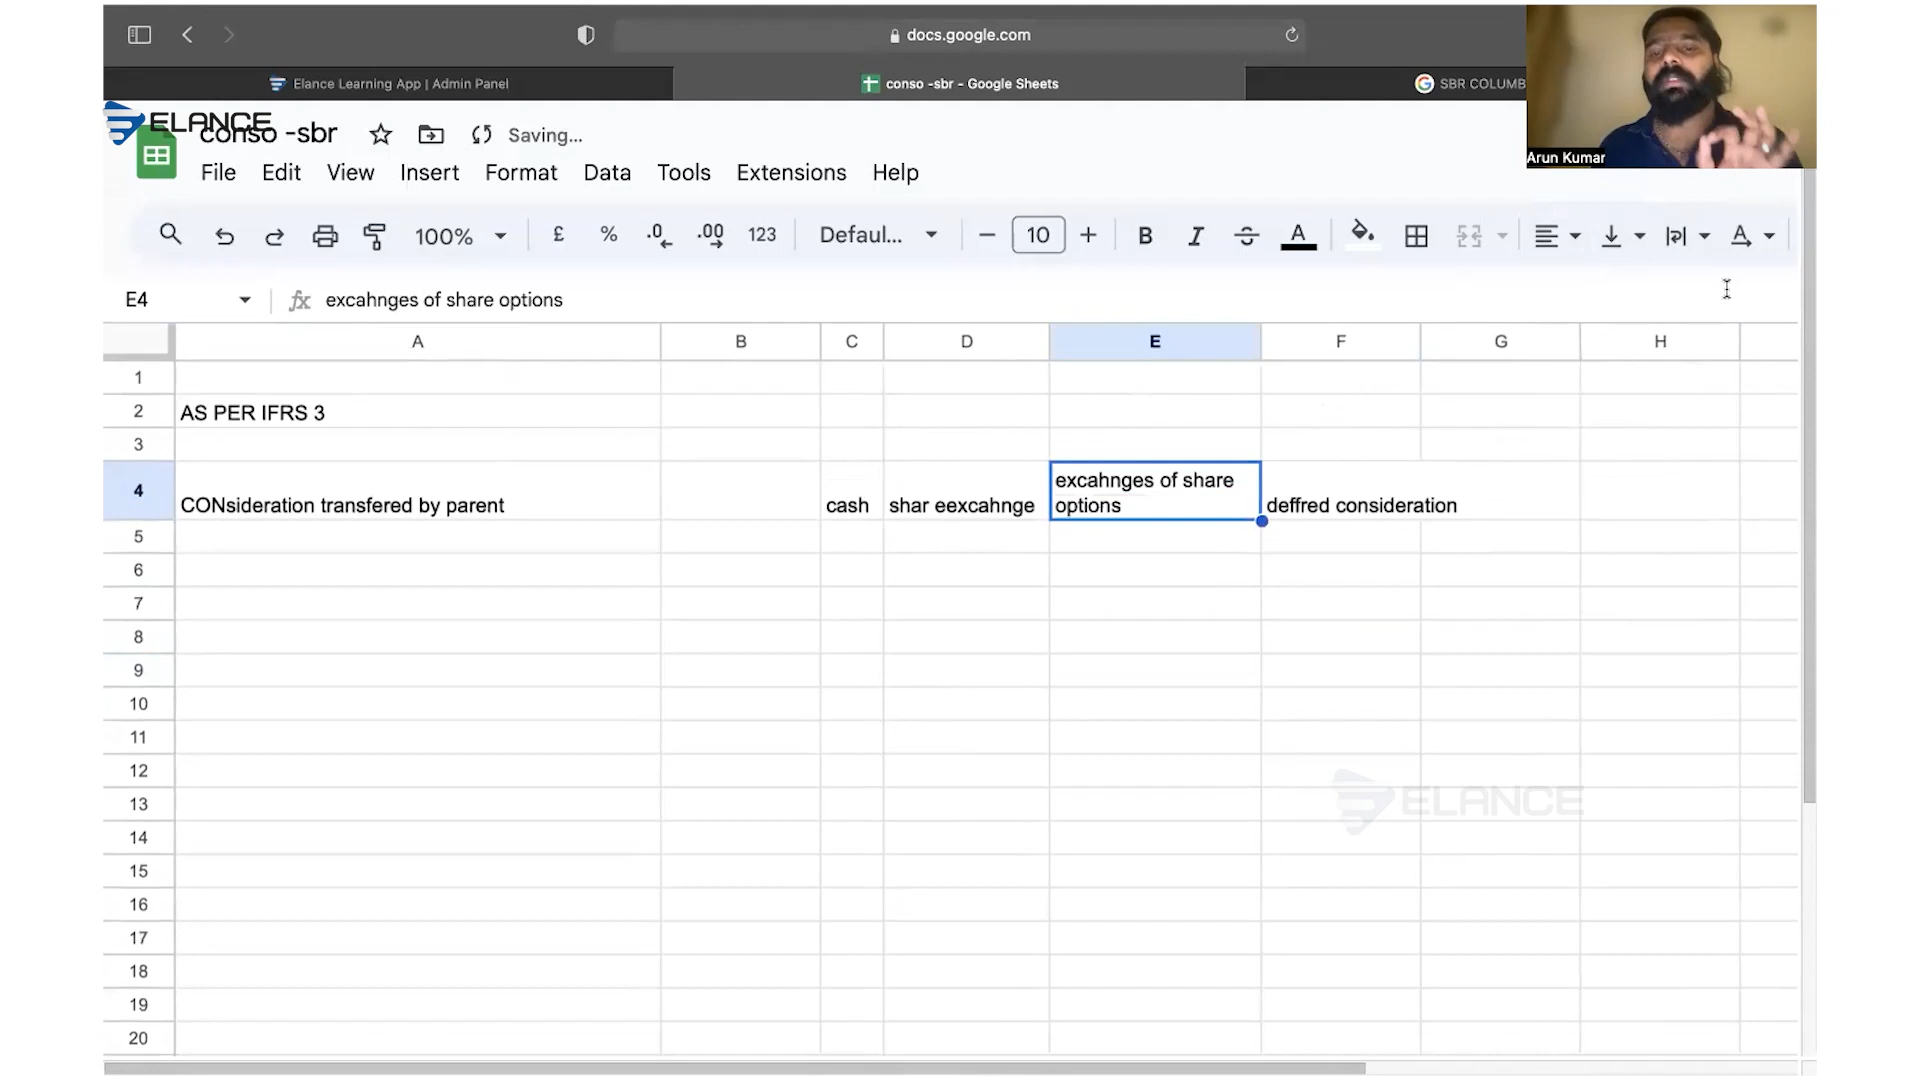 docs.google.com
Elance Learning App | Admin Panel
conso -sbr - Google Sheets
SBR COLUMB
Arun Kumar
ELANCE
conso -sbr
Saving...
File Edit View Insert Format Data Tools Extensions Help
100% £ % .0 .00 123 Defaul... 10 B I S A
E4 fx excahnges of share options
A B C D E F G H
1
2 AS PER IFRS 3
3
4 CONsideration transfered by parent cash shar eexcahnge excahnges of share options deffred consideration
5
6
7
8
9
10
11
12
13
ELANCE
14
15
16
17
18
19
20